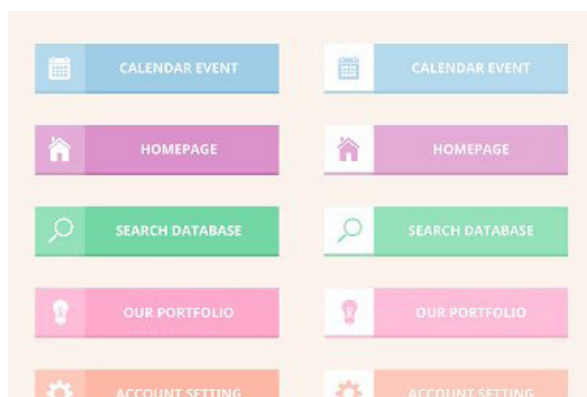 CALENDAR EVENT CALENDAR EVENT
HOMEPAGE HOMEPAGE
SEARCH DATABASE SEARCH DATABASE
OUR PORTFOLIO OUR PORTFOLIO
ACCOUNT SETTING ACCOUNT SETTING